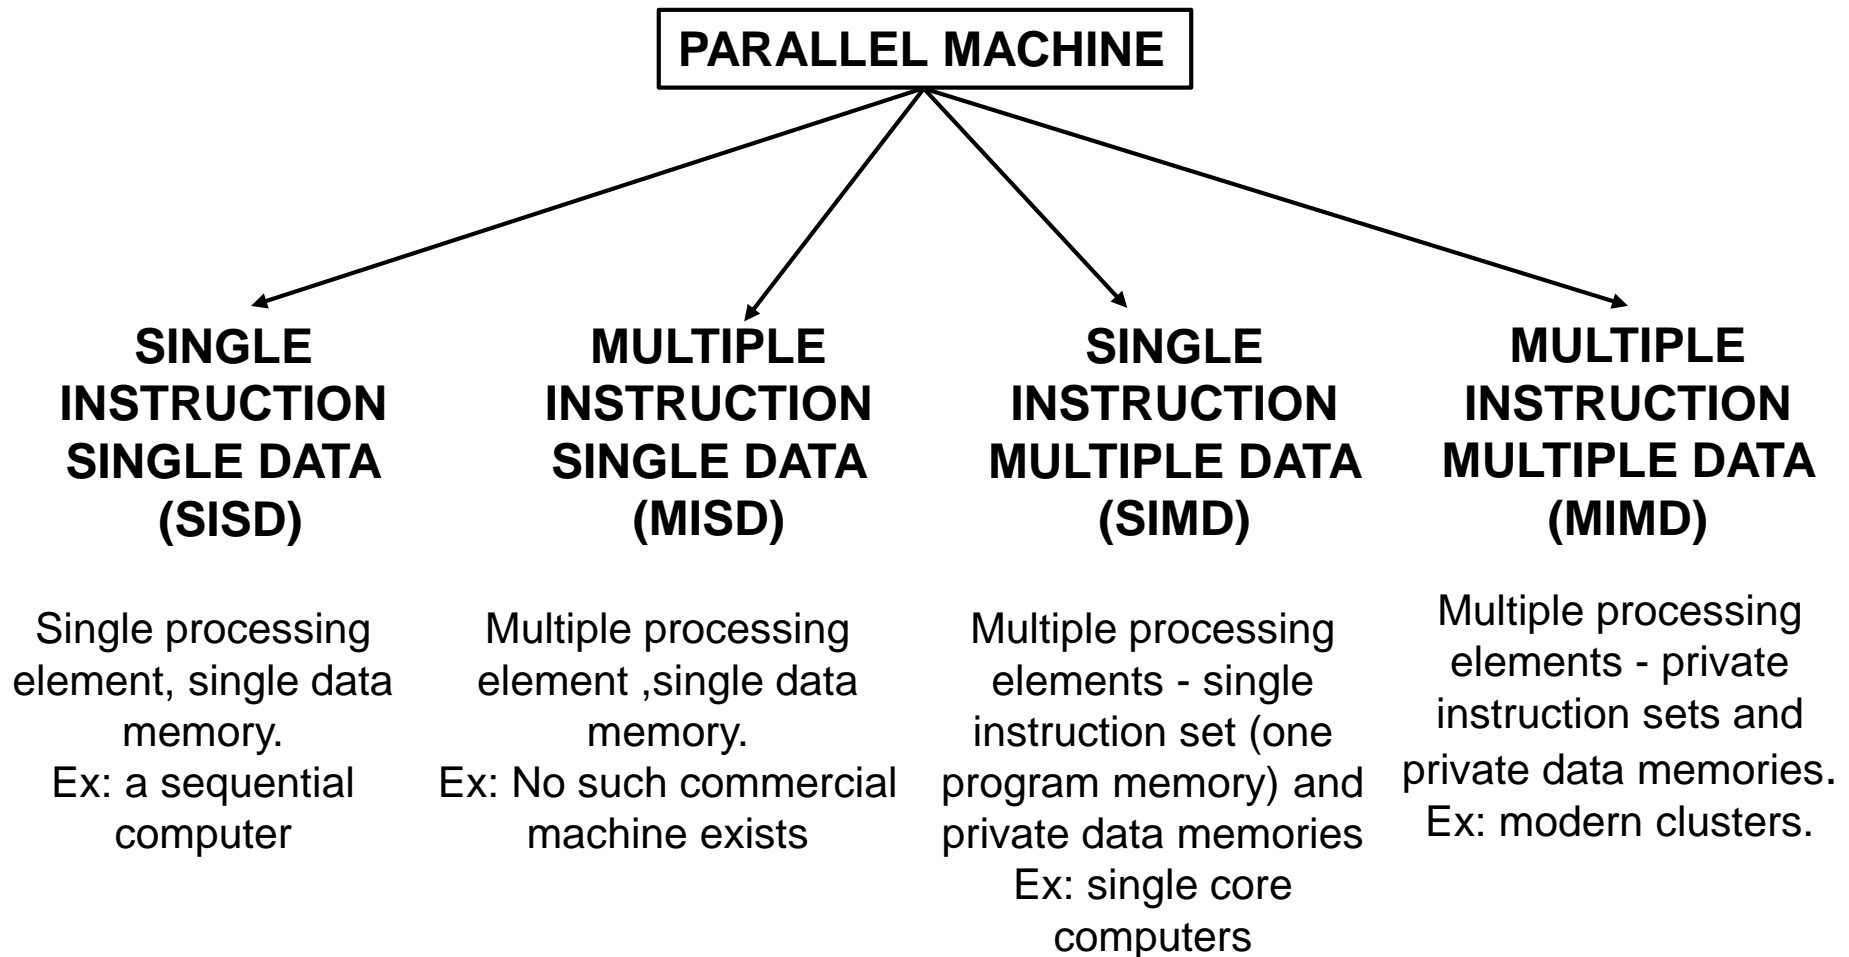 PARALLEL MACHINE
SINGLE
INSTRUCTION
SINGLE DATA
(SISD)
Single processing
element, single data
memory.
Ex: a sequential
computer
MULTIPLE
INSTRUCTION
SINGLE DATA
(MISD)
Multiple processing
element ,single data
memory.
Ex: No such commercial
machine exists
SINGLE
INSTRUCTION
MULTIPLE DATA
(SIMD)
Multiple processing
elements - single
instruction set (one
program memory) and
private data memories
Ex: single core
computers
MULTIPLE
INSTRUCTION
MULTIPLE DATA
(MIMD)
Multiple processing
elements - private
instruction sets and
private data memories.
Ex: modern clusters.